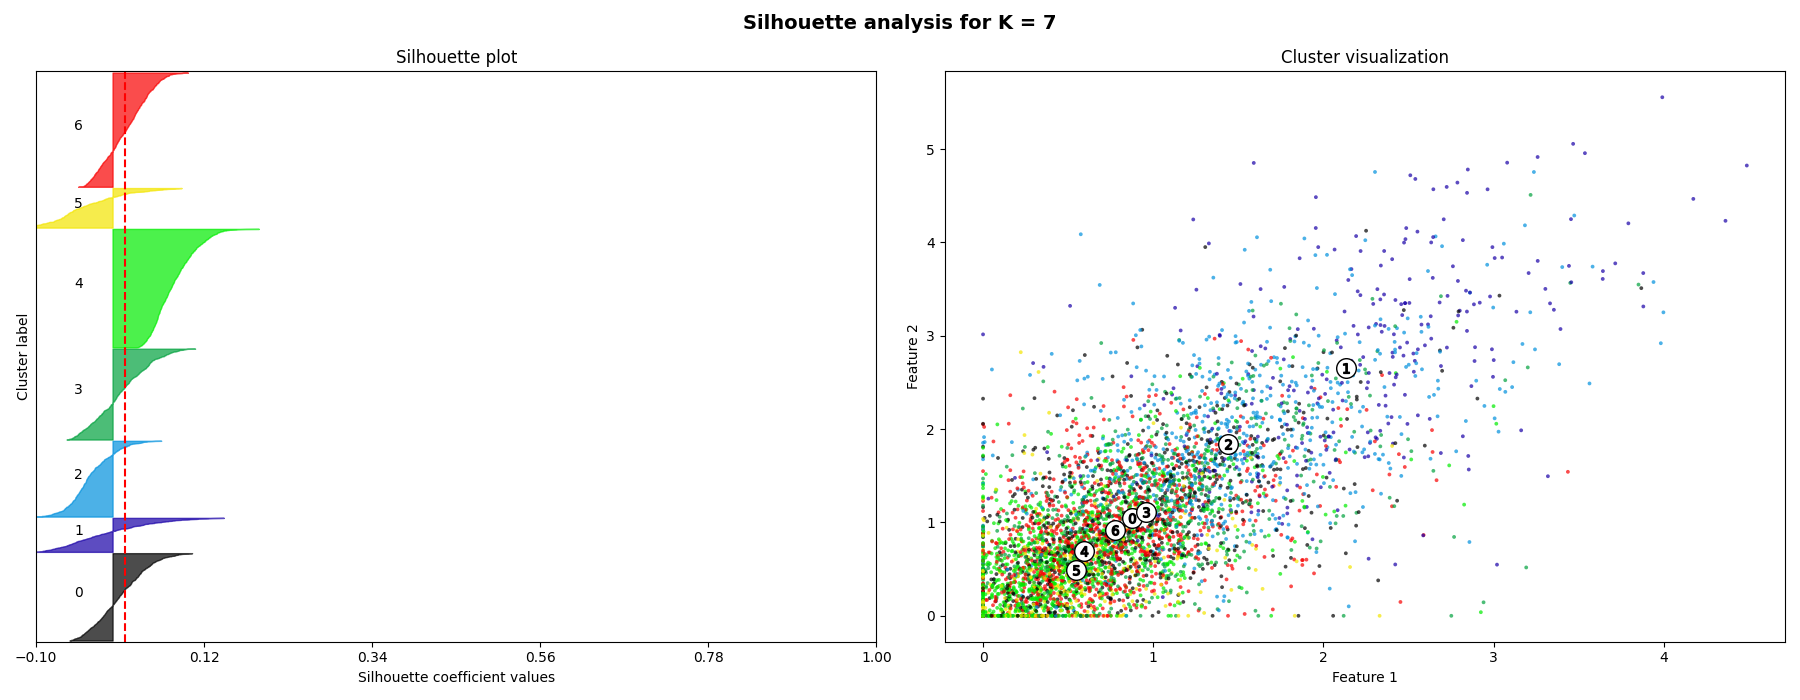 Silhouette analysis for K = 7
Silhouette plot
6
5
4
3
2
1
0
Cluster label
−0.10 0.12 0.34 0.56 0.78 1.00
Silhouette coefficient values
Cluster visualization
5
4
3
2
1
0
Feature 2
1
2
3
0
6
4
5
0 1 2 3 4
Feature 1